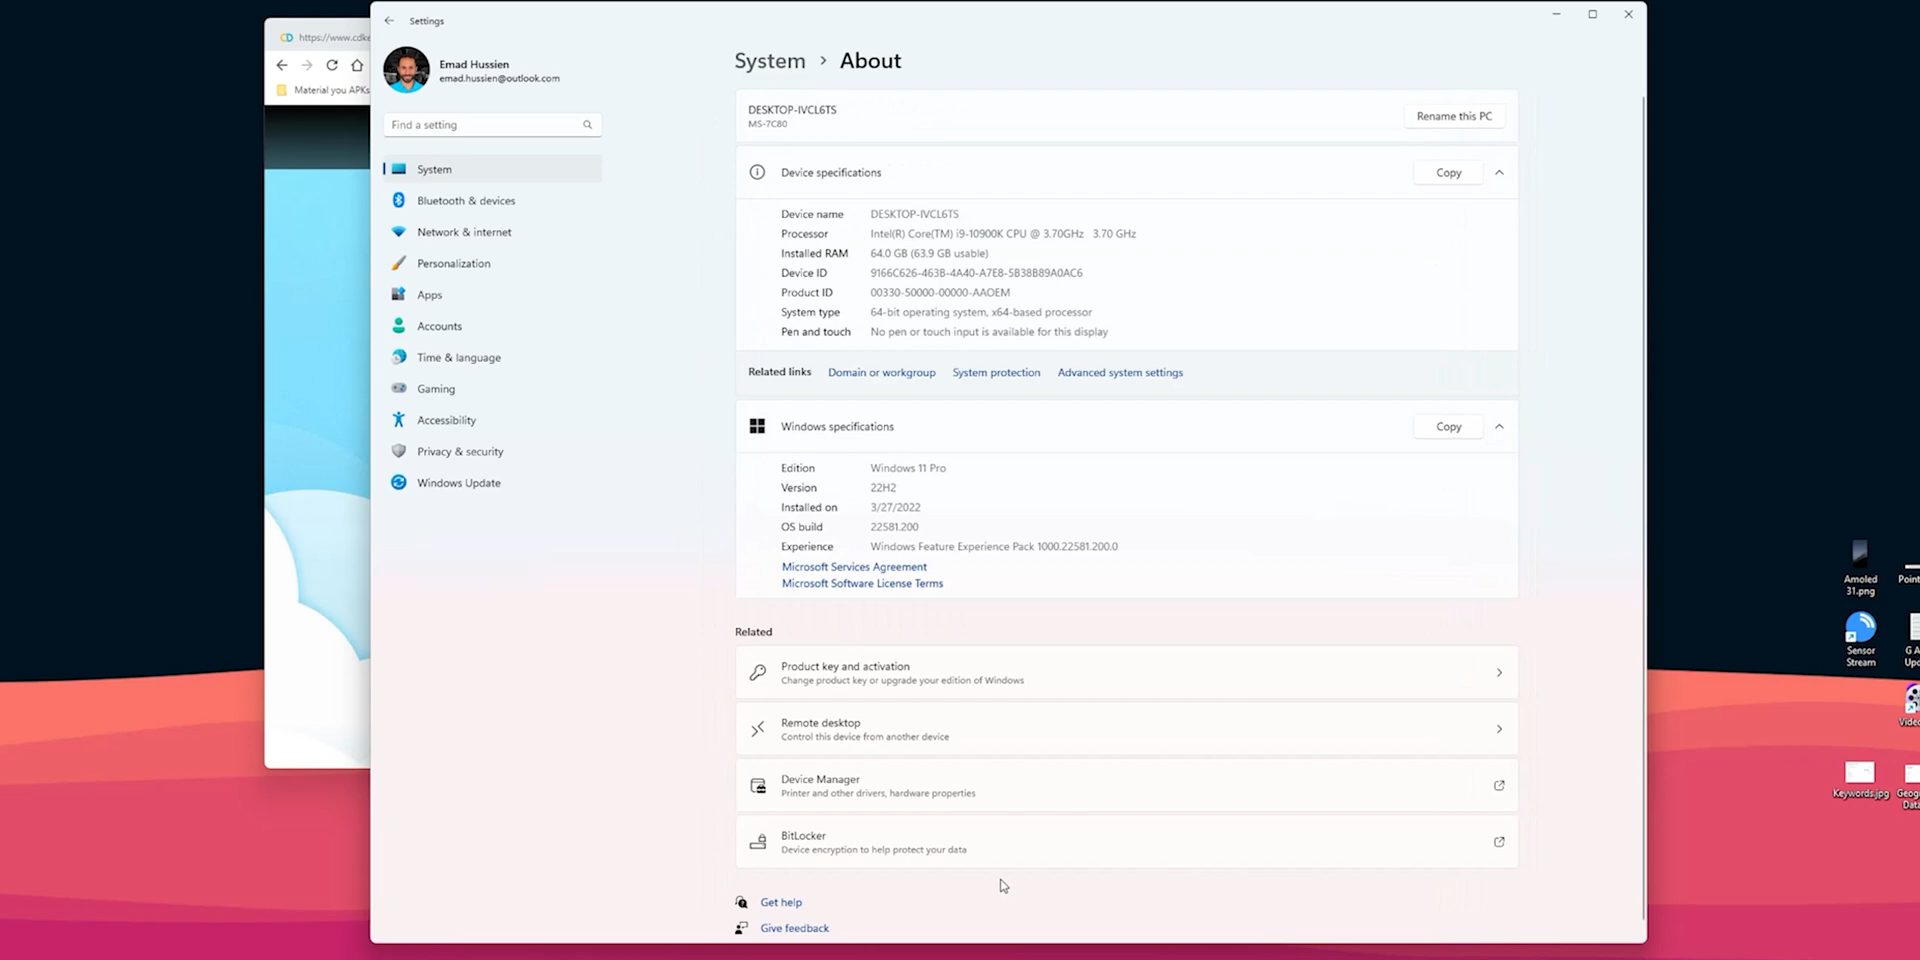 Settings
https://www.cdke
Material you APKs
Emad Hussien
emad.hussien@outlook.com
Find a setting
System
Bluetooth & devices
Network & internet
Personalization
Apps
Accounts
Time & language
Gaming
Accessibility
Privacy & security
Windows Update
System › About
DESKTOP-IVCL6TS
MS-7C80
Rename this PC
Device specifications
Copy
Device name DESKTOP-IVCL6TS
Processor Intel(R) Core(TM) i9-10900K CPU @ 3.70GHz 3.70 GHz
Installed RAM 64.0 GB (63.9 GB usable)
Device ID 9166C626-463B-4A40-A7E8-5B38B89A0AC6
Product ID 00330-50000-00000-AAOEM
System type 64-bit operating system, x64-based processor
Pen and touch No pen or touch input is available for this display
Related links Domain or workgroup System protection Advanced system settings
Windows specifications
Copy
Edition Windows 11 Pro
Version 22H2
Installed on 3/27/2022
OS build 22581.200
Experience Windows Feature Experience Pack 1000.22581.200.0
Microsoft Services Agreement
Microsoft Software License Terms
Related
Product key and activation
Change product key or upgrade your edition of Windows
Remote desktop
Control this device from another device
Device Manager
Printer and other drivers, hardware properties
BitLocker
Device encryption to help protect your data
Get help
Give feedback
Amoled
31.png
Point
Sensor
Stream
G A
Upd
Video
Keywords.jpg
Geog
Data